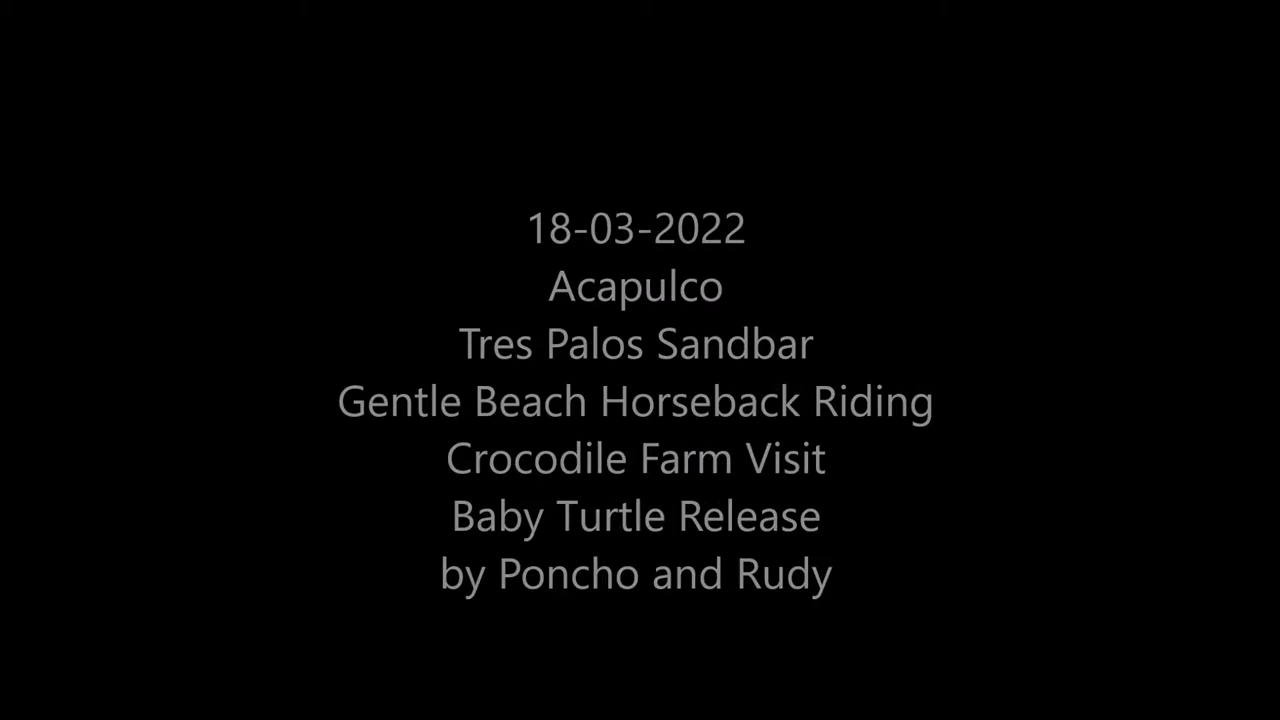 18-03-2022
Acapulco
Tres Palos Sandbar
Gentle Beach Horseback Riding
Crocodile Farm Visit
Baby Turtle Release
by Poncho and Rudy